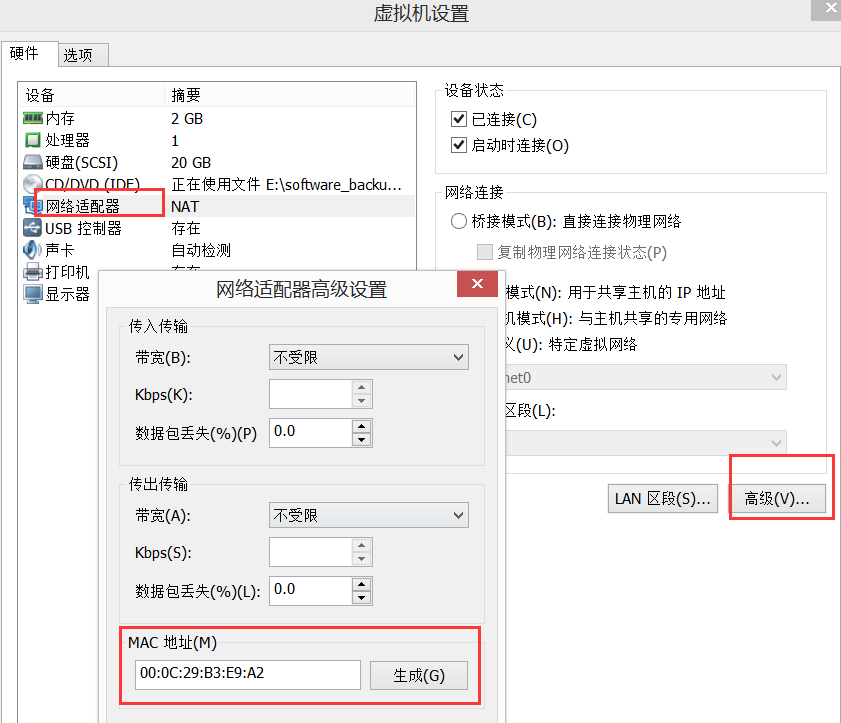 虚拟机设置
硬件 选项
设备 摘要
内存 2 GB
处理器 1
硬盘(SCSI) 20 GB
CD/DVD (IDE) 正在使用文件 E:\software_backu...
网络适配器 NAT
USB 控制器 存在
声卡 自动检测
打印机 存在
显示器
设备状态
已连接(C)
启动时连接(O)
网络连接
桥接模式(B): 直接连接物理网络
复制物理网络连接状态(P)
模式(N): 用于共享主机的 IP 地址
机模式(H): 与主机共享的专用网络
义(U): 特定虚拟网络
net0
区段(L):
LAN 区段(S)... 高级(V)...
网络适配器高级设置
传入传输
带宽(B): 不受限
Kbps(K):
数据包丢失(%)(P) 0.0
传出传输
带宽(A): 不受限
Kbps(S):
数据包丢失(%)(L): 0.0
MAC 地址(M)
00:0C:29:B3:E9:A2 生成(G)